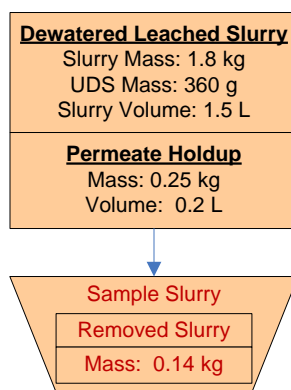 Dewatered Leached Slurry
Slurry Mass: 1.8 kg
UDS Mass: 360 g
Slurry Volume: 1.5 L
Permeate Holdup
Mass: 0.25 kg
Volume:  0.2 L
Sample Slurry
Removed Slurry
Mass:  0.14 kg